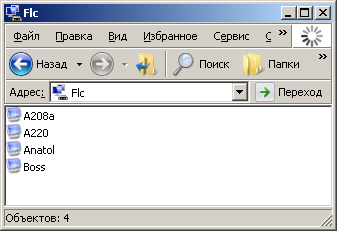 Flc
Файл Правка Вид Избранное Сервис С »
Назад Поиск Папки »
Адрес: Flc Переход
A208a
A220
Anatol
Boss
Объектов: 4